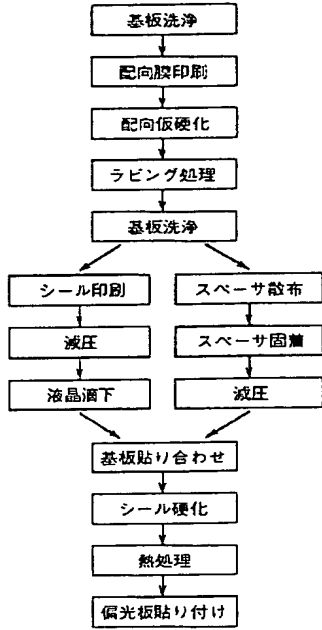 基板洗浄
配向膜印刷
配向仮硬化
ラビング処理
基板洗浄
シール印刷
減圧
液晶滴下
スペーサ散布
スペーサ固着
減圧
基板貼り合わせ
シール硬化
熱処理
偏光板貼り付け